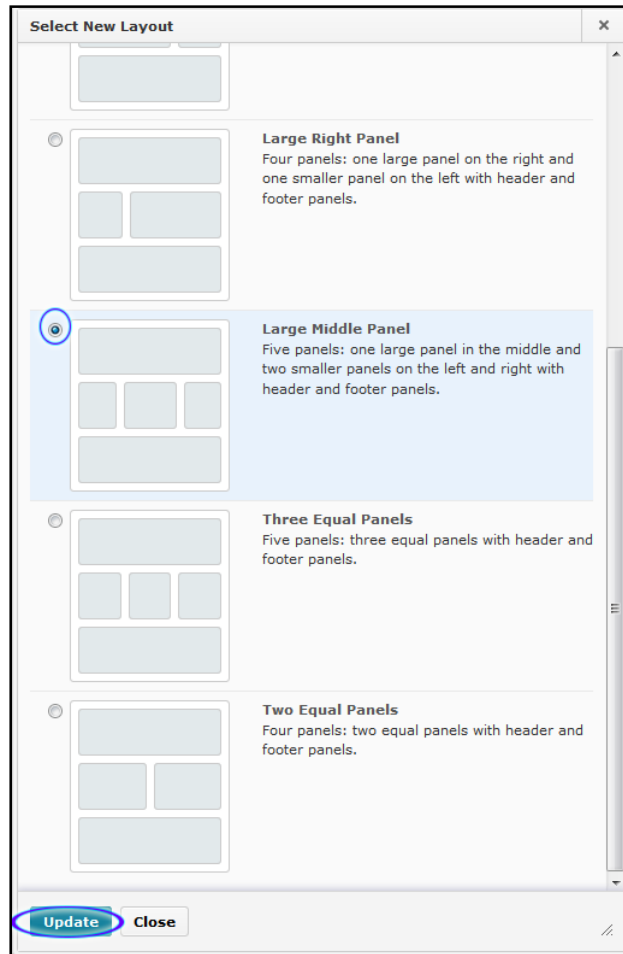 Select New Layout
Large Right Panel
Four panels: one large panel on the right and
one smaller panel on the left with header and
footer panels.
Large Middle Panel
Five panels: one large panel in the middle and
two smaller panels on the left and right with
header and footer panels.
Three Equal Panels
Five panels: three equal panels with header and
footer panels.
Two Equal Panels
Four panels: two equal panels with header and
footer panels.
Update
Close